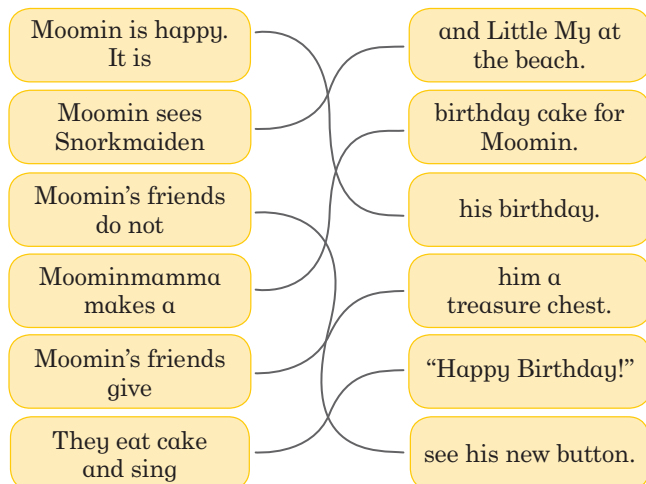 Moomin is happy.
It is
Moomin sees
Snorkmaiden
Moomin’s friends
do not
Moominmamma
makes a
Moomin’s friends
give
They eat cake
and sing
and Little My at
the beach.
birthday cake for
Moomin.
his birthday.
him a
treasure chest.
“Happy Birthday!”
see his new button.